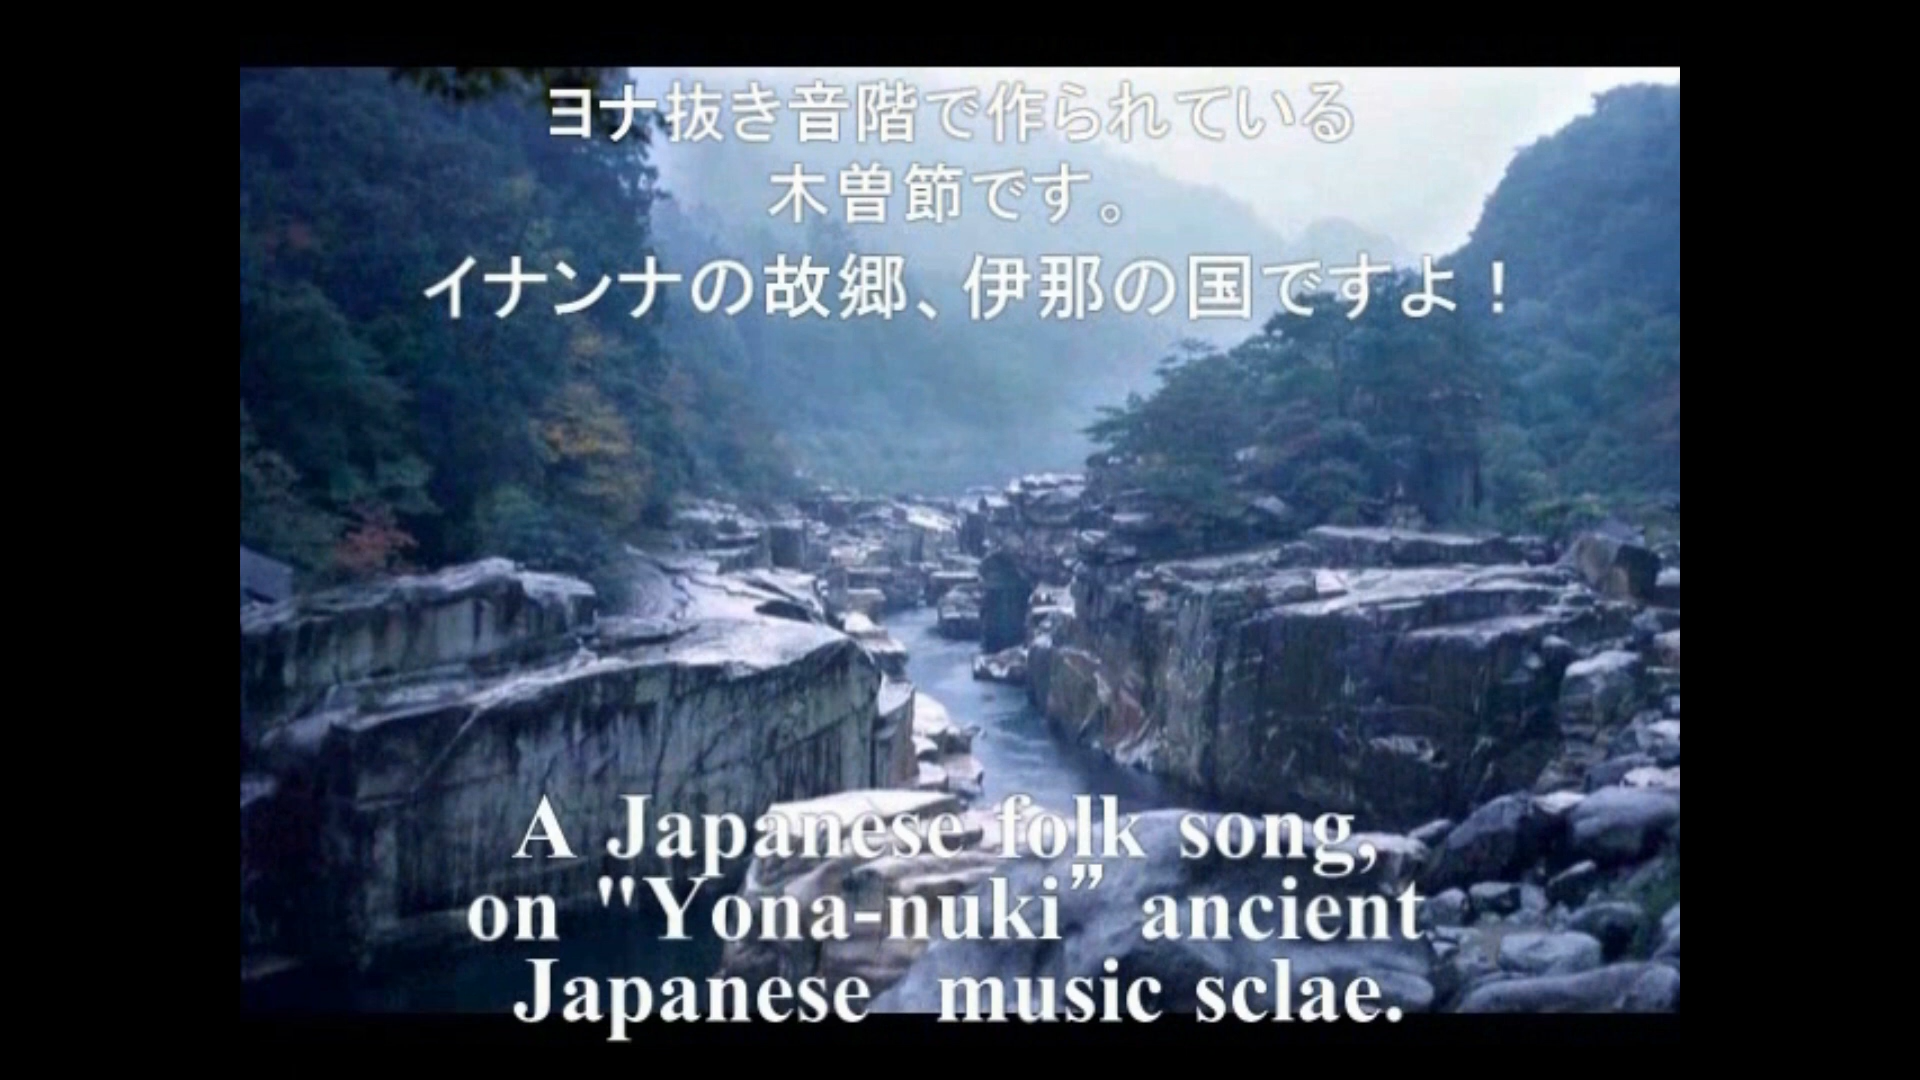 ヨナ抜き音階で作られている
木曽節です。
イナンナの故郷、伊那の国ですよ！
A Japanese folk song,
on "Yona-nuki” ancient
Japanese music sclae.